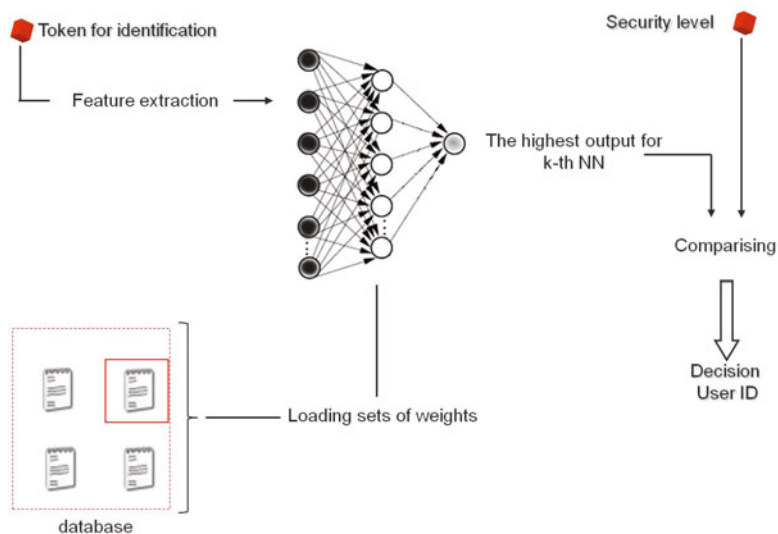 Token for identification
Security level
Feature extraction
The highest output for
k-th NN
Comparising
Decision
User ID
Loading sets of weights
database